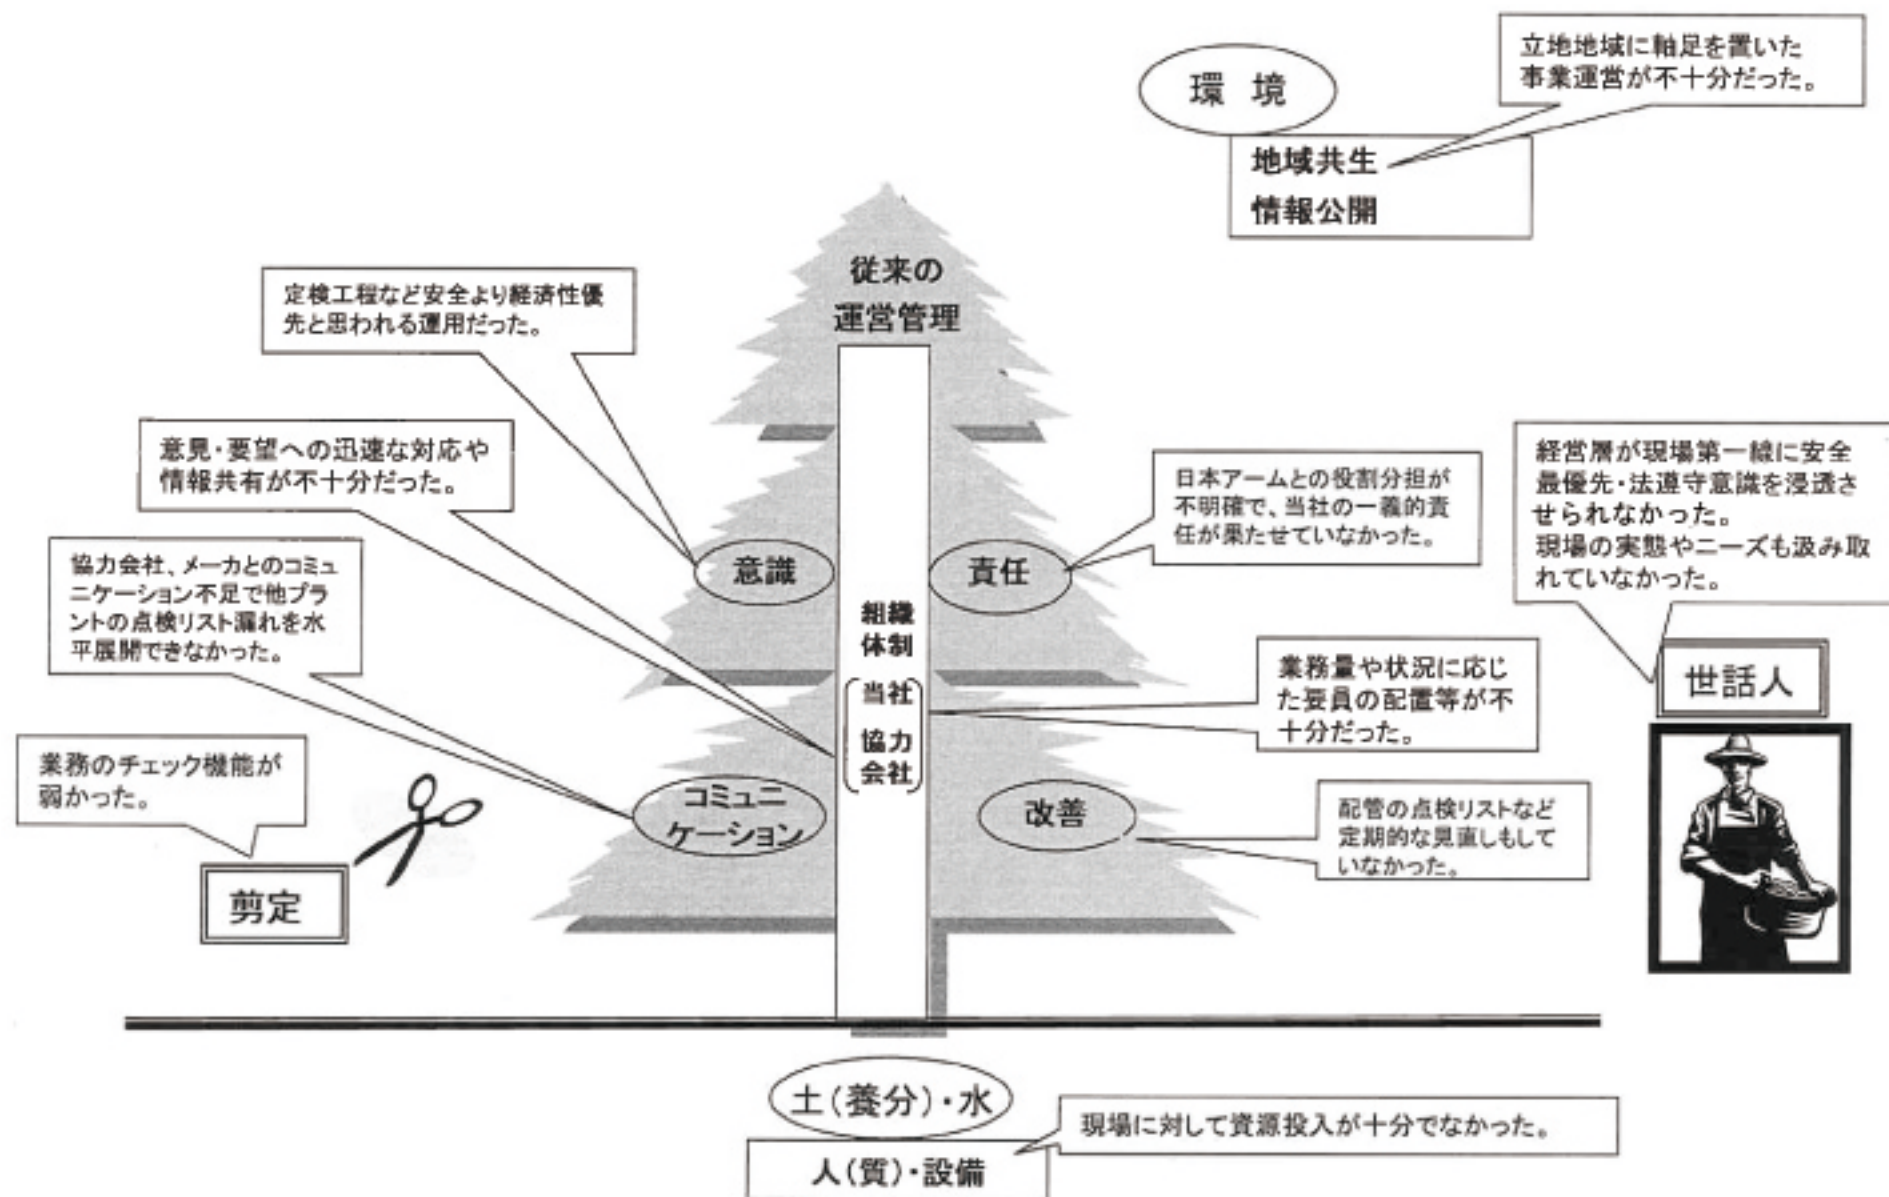 環 境
立地地域に軸足を置いた
事業運営が不十分だった。
地域共生
情報公開
従来の
運営管理
定検工程など安全より経済性優
先と思われる運用だった。
意見・要望への迅速な対応や
情報共有が不十分だった。
協力会社、メーカとのコミュ
ニケーション不足で他プラ
ントの点検リスト漏れを水
平展開できなかった。
業務のチェック機能が
弱かった。
剪定
意識
責任
日本アームとの役割分担が
不明確で、当社の一義的責
任が果たせていなかった。
経営層が現場第一線に安全
最優先・法遵守意識を浸透さ
せられなかった。
現場の実態やニーズも汲み取
れていなかった。
世話人
組織
体制
当社
協力
会社
業務量や状況に応じ
た要員の配置等が不
十分だった。
コミュニ
ケーション
改善
配管の点検リストなど
定期的な見直しもして
いなかった。
土(養分)・水
人(質)・設備
現場に対して資源投入が十分でなかった。